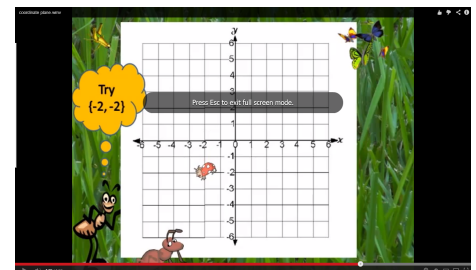 coordinate plane.wmv
y
6
5
4
Try
{-2, -2}
3
Press Esc to exit full screen mode.
2
1
-6 -5 -4 -3 -2 -1 0 1 2 3 4 5 6 x
-1
-2
-3
-4
-5
-6